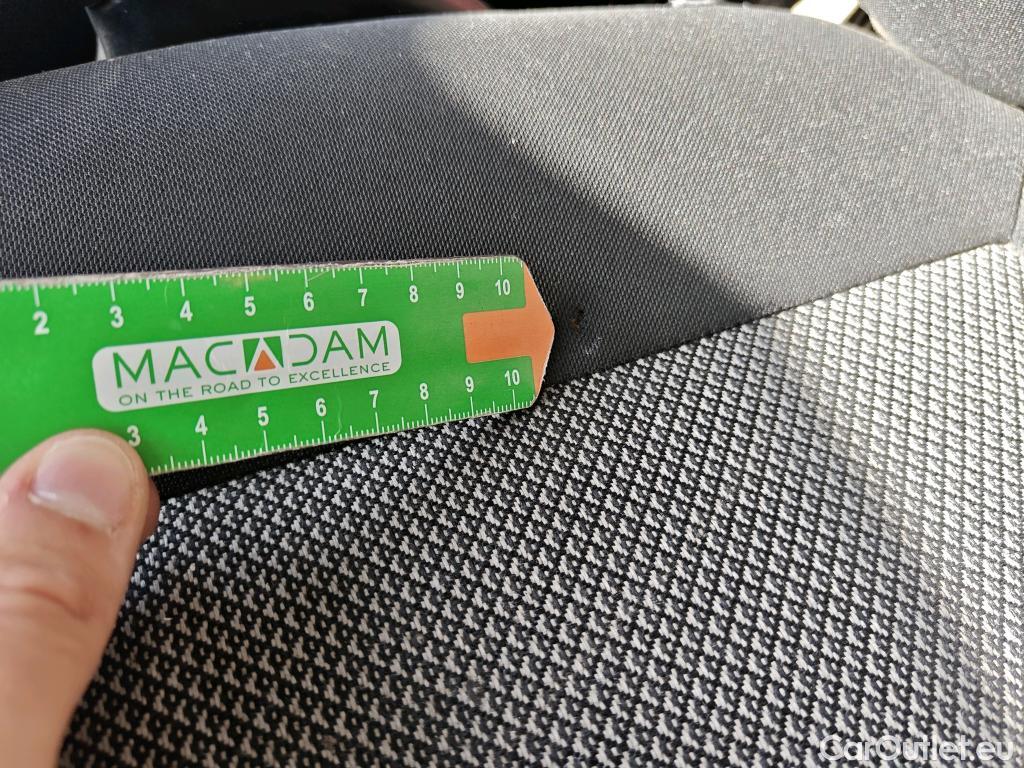 2 3 4 5 6 7 8 9 10
MACADAM
ON THE ROAD TO EXCELLENCE
3 4 5 6 7 8 9 10
CarOutlet.eu